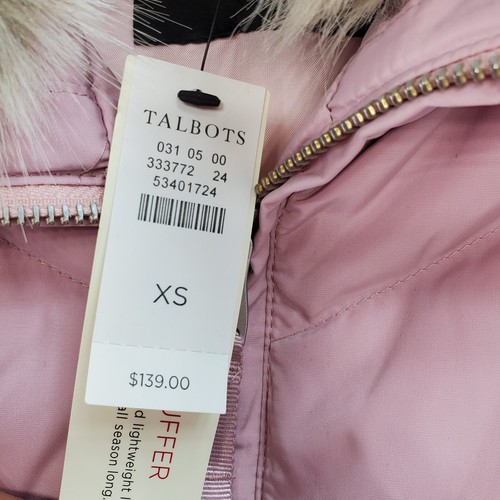 TALBOTS
031 05 00
333772 24
53401724
XS
$139.00
UFFER
d lightweight
all season long.